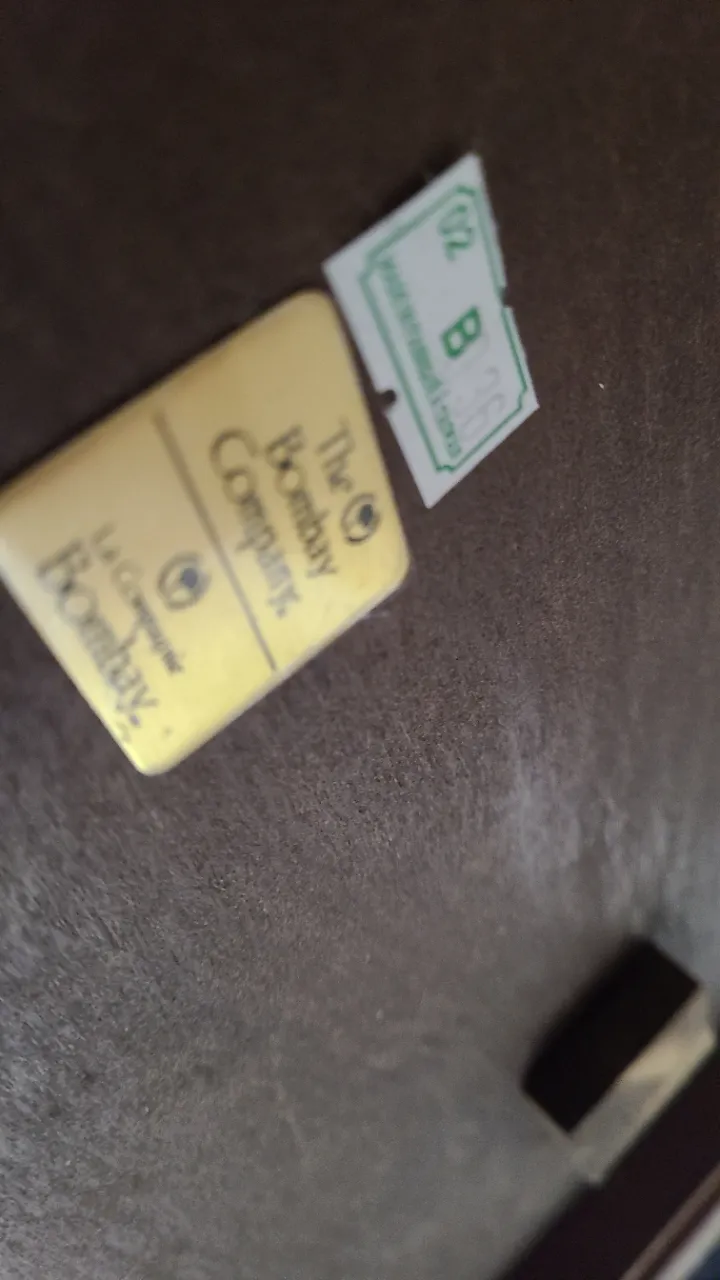 The
Bombay
Company.
La Compagnie
Bombay.
02
B